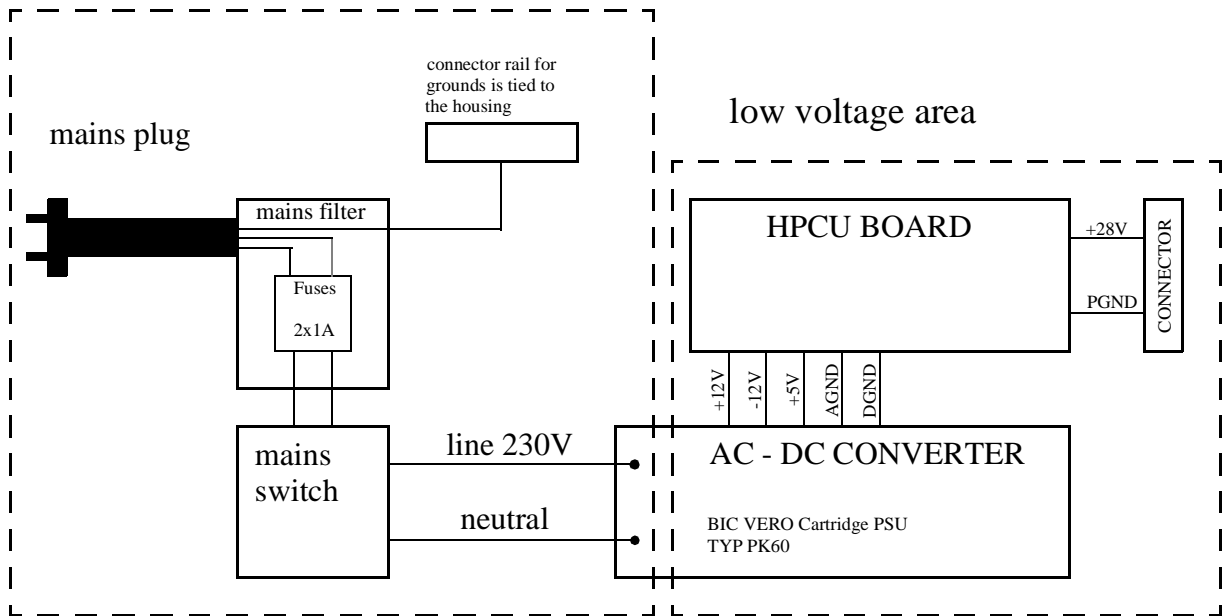 connector rail for
grounds is tied to
the housing
mains plug
low voltage area
mains filter
Fuses
2x1A
HPCU BOARD
+28V
PGND
CONNECTOR
+12V
-12V
+5V
AGND
DGND
mains
switch
line 230V
neutral
AC - DC CONVERTER
BIC VERO Cartridge PSU
TYP PK60